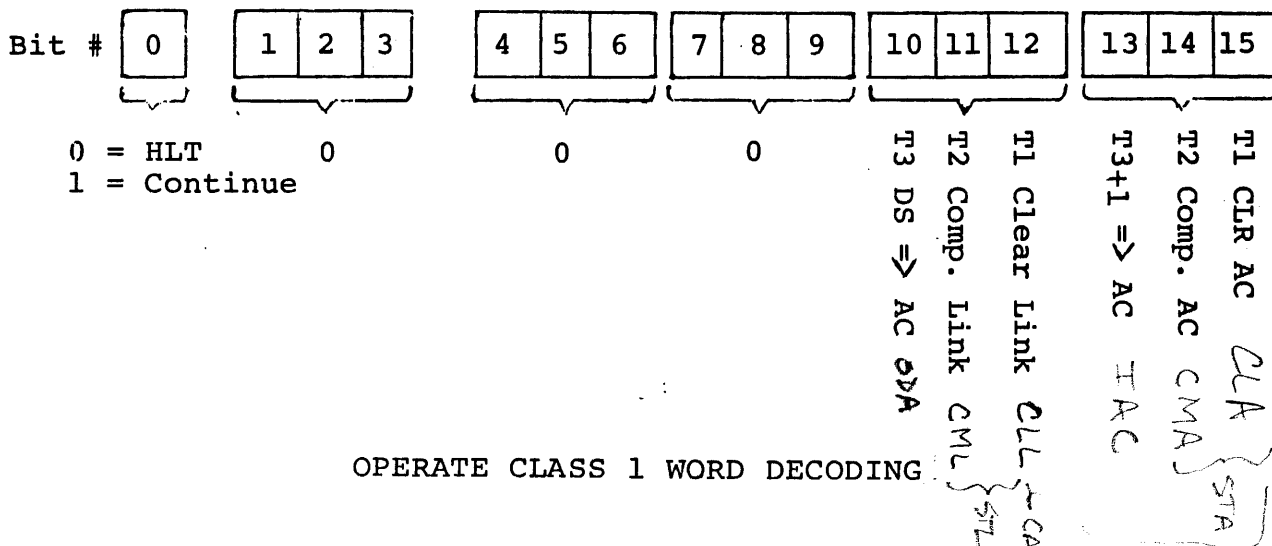 Bit # 0 1 2 3 4 5 6 7 8 9 10 11 12 13 14 15
0 = HLT 0 0 0
1 = Continue
T3 DS => AC ODA
T2 Comp. Link CML
T1 Clear Link CLL
T3+1 => AC IAC
T2 Comp. AC CMA
T1 CLR AC CLA
STL
CA
STA
OPERATE CLASS 1 WORD DECODING